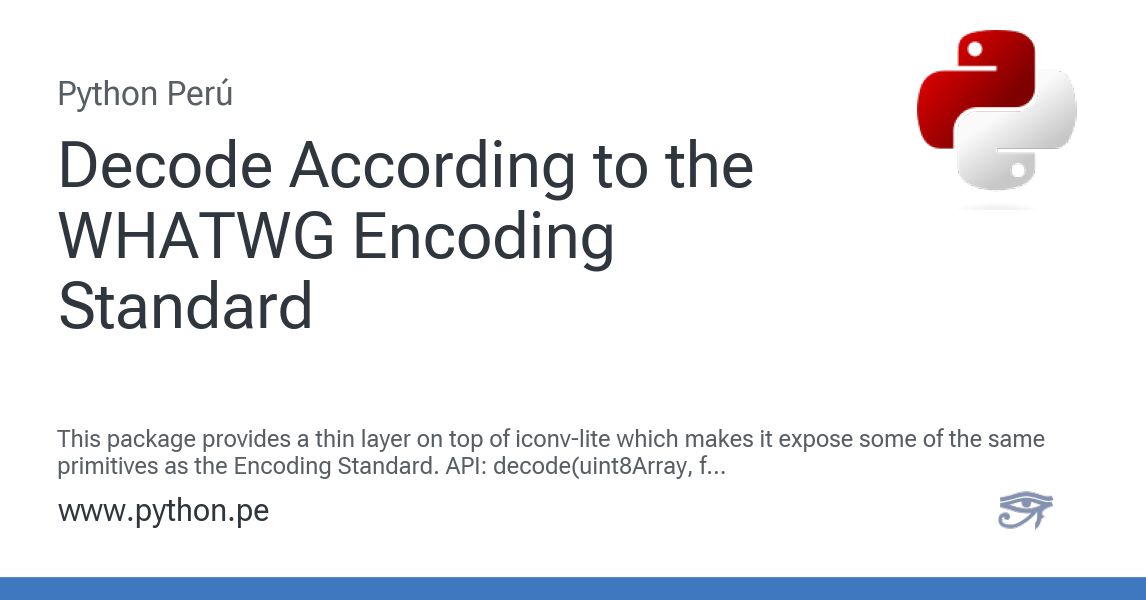 Python Perú
Decode According to the
WHATWG Encoding
Standard
This package provides a thin layer on top of iconv-lite which makes it expose some of the same
primitives as the Encoding Standard. API: decode(uint8Array, f...
www.python.pe